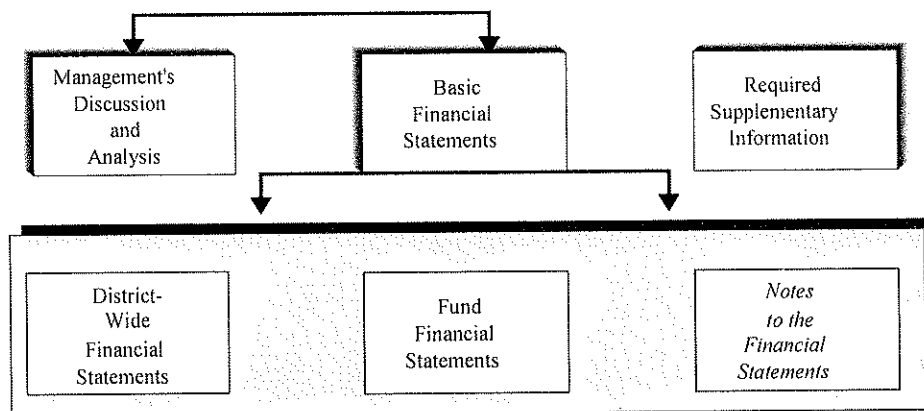 Management's
Discussion
and
Analysis
Basic
Financial
Statements
Required
Supplementary
Information
District-
Wide
Financial
Statements
Fund
Financial
Statements
Notes
to the
Financial
Statements